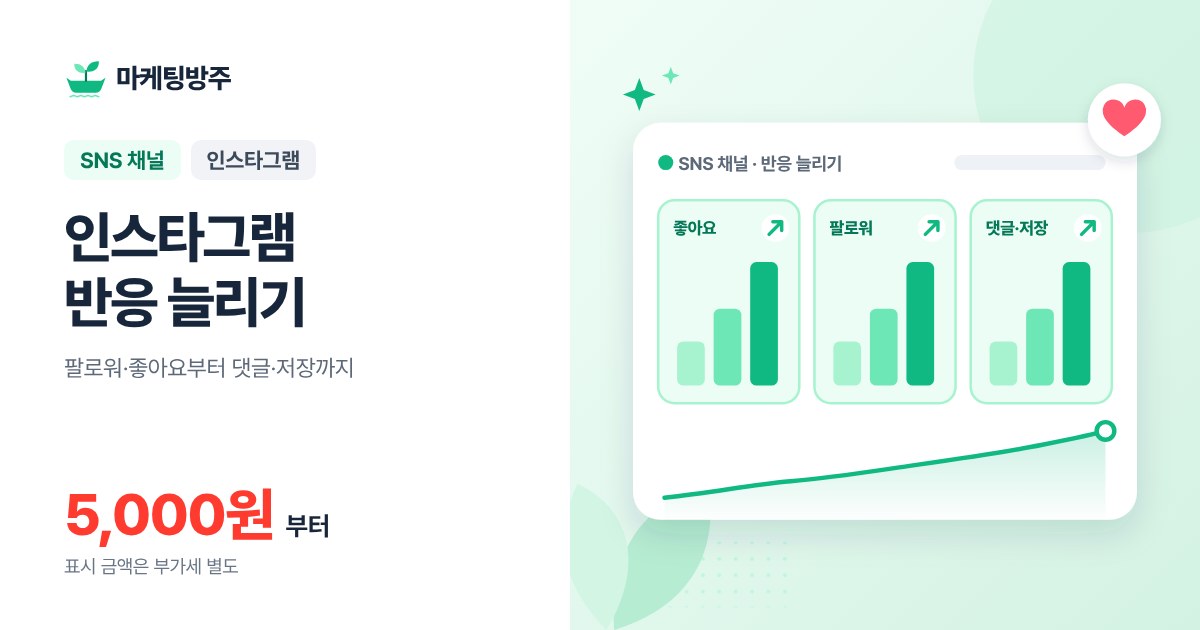 마케팅방주
SNS 채널
인스타그램
인스타그램
반응 늘리기
팔로워·좋아요부터 댓글·저장까지
5,000원 부터
표시 금액은 부가세 별도
SNS 채널 · 반응 늘리기
좋아요
팔로워
댓글·저장